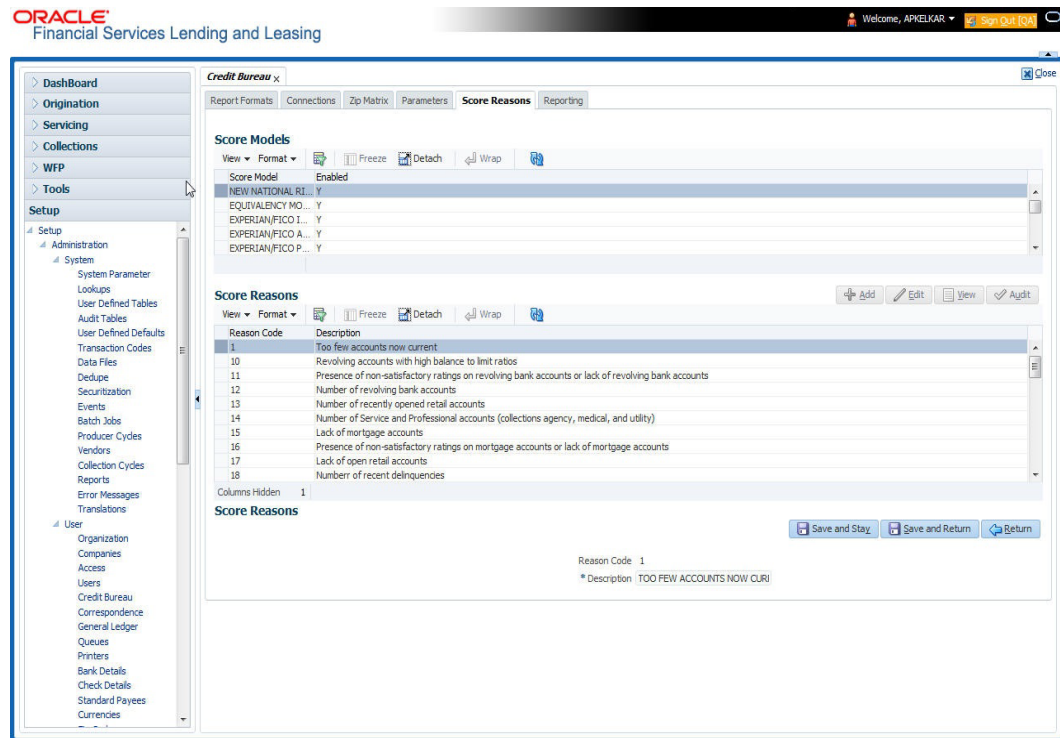 ORACLE
Financial Services Lending and Leasing
Welcome, APKELKAR
Sign Out [QA]
DashBoard
Origination
Servicing
Collections
WFP
Tools
Setup
Setup
Administration
System
System Parameter
Lookups
User Defined Tables
Audit Tables
User Defined Defaults
Transaction Codes
Data Files
Dedupe
Securitization
Events
Batch Jobs
Producer Cycles
Vendors
Collection Cycles
Reports
Error Messages
Translations
User
Organization
Companies
Access
Users
Credit Bureau
Correspondence
General Ledger
Queues
Printers
Bank Details
Check Details
Standard Payees
Currencies
Credit Bureau x
Close
Report Formats Connections Zip Matrix Parameters Score Reasons Reporting
Score Models
View Format Freeze Detach Wrap
Score Model Enabled
NEW NATIONAL RI... Y
EQUIVALENCY MO... Y
EXPERIAN/FICO I... Y
EXPERIAN/FICO A... Y
EXPERIAN/FICO P... Y
Score Reasons
Add Edit View Audit
View Format Freeze Detach Wrap
Reason Code Description
1 Too few accounts now current
10 Revolving accounts with high balance to limit ratios
11 Presence of non-satisfactory ratings on revolving bank accounts or lack of revolving bank accounts
12 Number of revolving bank accounts
13 Number of recently opened retail accounts
14 Number of Service and Professional accounts (collections agency, medical, and utility)
15 Lack of mortgage accounts
16 Presence of non-satisfactory ratings on mortgage accounts or lack of mortgage accounts
17 Lack of open retail accounts
18 Numberr of recent delinquencies
Columns Hidden 1
Score Reasons
Save and Stay Save and Return Return
Reason Code 1
* Description TOO FEW ACCOUNTS NOW CURI